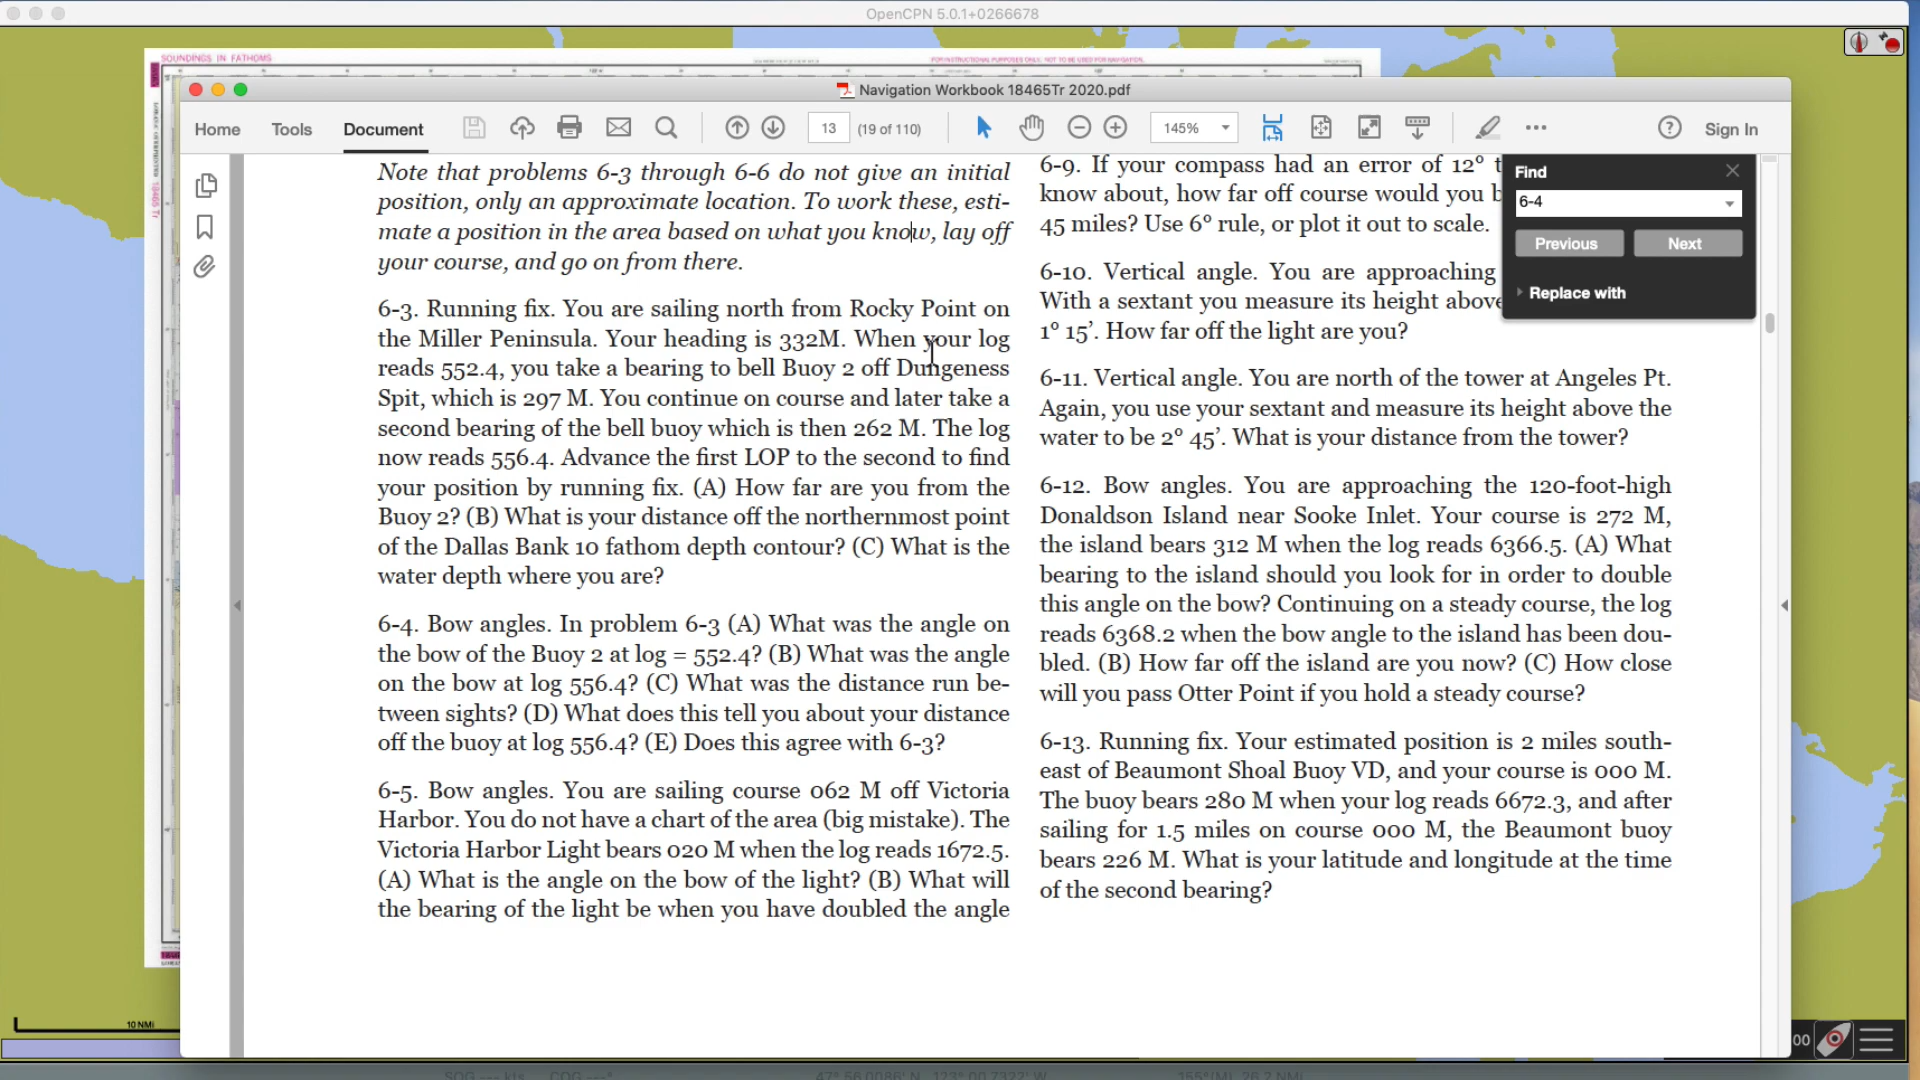 OpenCPN 5.0.1+0266678
SOUNDINGS IN FATHOMS
FOR INSTRUCTIONAL PURPOSES ONLY. NOT TO BE USED FOR NAVIGATION.
Navigation Workbook 18465Tr 2020.pdf
Home
Tools
Document
13
(19 of 110)
145%
Sign In
Note that problems 6-3 through 6-6 do not give an initial
position, only an approximate location. To work these, esti-
mate a position in the area based on what you know, lay off
your course, and go on from there.
6-3. Running fix. You are sailing north from Rocky Point on
the Miller Peninsula. Your heading is 332M. When your log
reads 552.4, you take a bearing to bell Buoy 2 off Dungeness
Spit, which is 297 M. You continue on course and later take a
second bearing of the bell buoy which is then 262 M. The log
now reads 556.4. Advance the first LOP to the second to find
your position by running fix. (A) How far are you from the
Buoy 2? (B) What is your distance off the northernmost point
of the Dallas Bank 10 fathom depth contour? (C) What is the
water depth where you are?
6-4. Bow angles. In problem 6-3 (A) What was the angle on
the bow of the Buoy 2 at log = 552.4? (B) What was the angle
on the bow at log 556.4? (C) What was the distance run be-
tween sights? (D) What does this tell you about your distance
off the buoy at log 556.4? (E) Does this agree with 6-3?
6-5. Bow angles. You are sailing course 062 M off Victoria
Harbor. You do not have a chart of the area (big mistake). The
Victoria Harbor Light bears 020 M when the log reads 1672.5.
(A) What is the angle on the bow of the light? (B) What will
the bearing of the light be when you have doubled the angle
6-9. If your compass had an error of 12° t
know about, how far off course would you b
45 miles? Use 6° rule, or plot it out to scale.
6-10. Vertical angle. You are approaching
With a sextant you measure its height above
1° 15’. How far off the light are you?
6-11. Vertical angle. You are north of the tower at Angeles Pt.
Again, you use your sextant and measure its height above the
water to be 2° 45’. What is your distance from the tower?
6-12. Bow angles. You are approaching the 120-foot-high
Donaldson Island near Sooke Inlet. Your course is 272 M,
the island bears 312 M when the log reads 6366.5. (A) What
bearing to the island should you look for in order to double
this angle on the bow? Continuing on a steady course, the log
reads 6368.2 when the bow angle to the island has been dou-
bled. (B) How far off the island are you now? (C) How close
will you pass Otter Point if you hold a steady course?
6-13. Running fix. Your estimated position is 2 miles south-
east of Beaumont Shoal Buoy VD, and your course is 000 M.
The buoy bears 280 M when your log reads 6672.3, and after
sailing for 1.5 miles on course 000 M, the Beaumont buoy
bears 226 M. What is your latitude and longitude at the time
of the second bearing?
Find
6-4
Previous
Next
Replace with
18465 Tr
10 NMi
00
SOG --- kts COG ---°
47° 56.0086' N 123° 00.7322' W
155°(M) 26.2 NMi